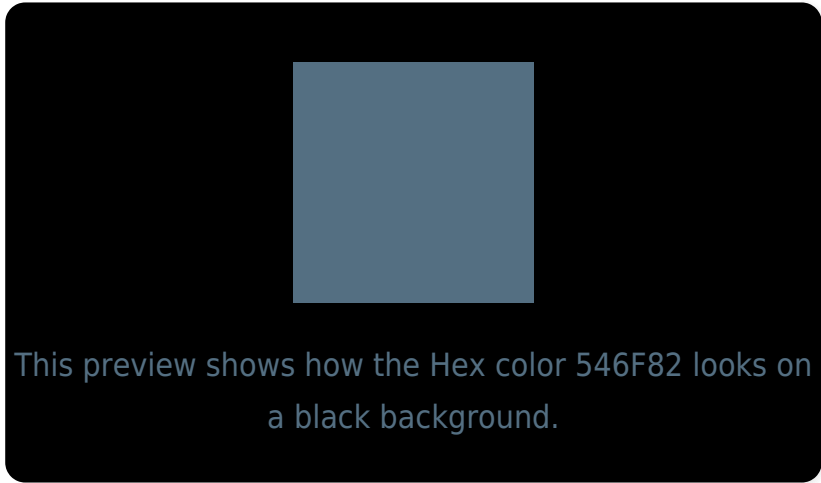 This preview shows how the Hex color 546F82 looks on
a black background.